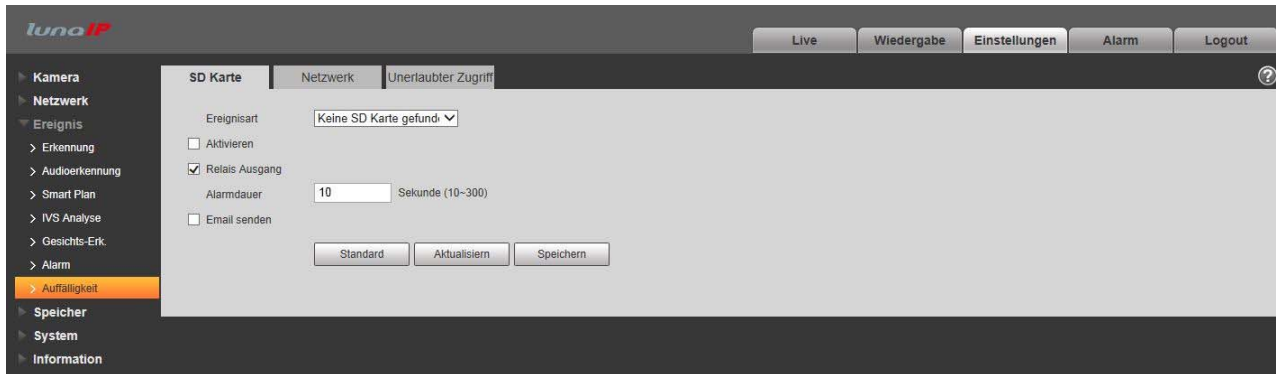 lunaIP
Live Wiedergabe Einstellungen Alarm Logout
Kamera
Netzwerk
Ereignis
Erkennung
Audioerkennung
Smart Plan
IVS Analyse
Gesichts-Erk.
Alarm
Auffälligkeit
Speicher
System
Information
SD Karte Netzwerk Unerlaubter Zugriff
?
Ereignisart Keine SD Karte gefund
Aktivieren
Relais Ausgang
Alarmdauer 10 Sekunde (10~300)
Email senden
Standard Aktualisiern Speichern